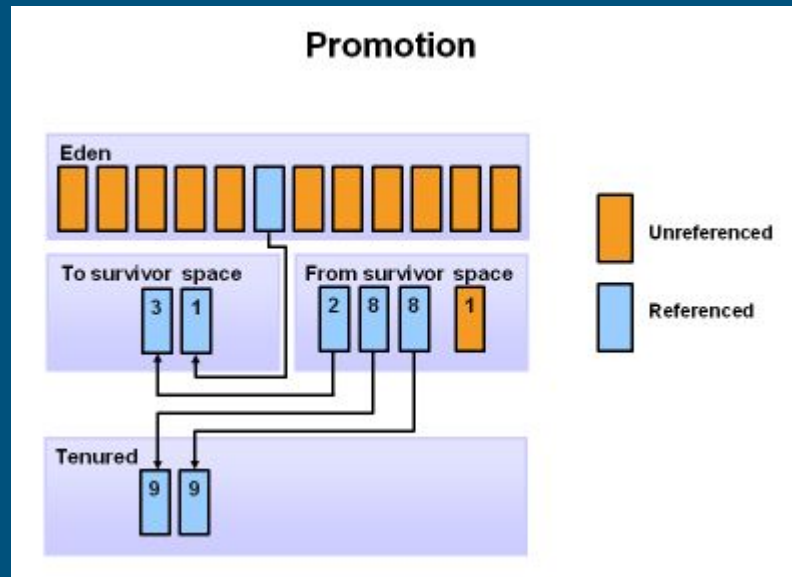 Promotion
Eden
Unreferenced
To survivor space
From survivor space
3 1
2 8 8 1
Referenced
Tenured
9 9